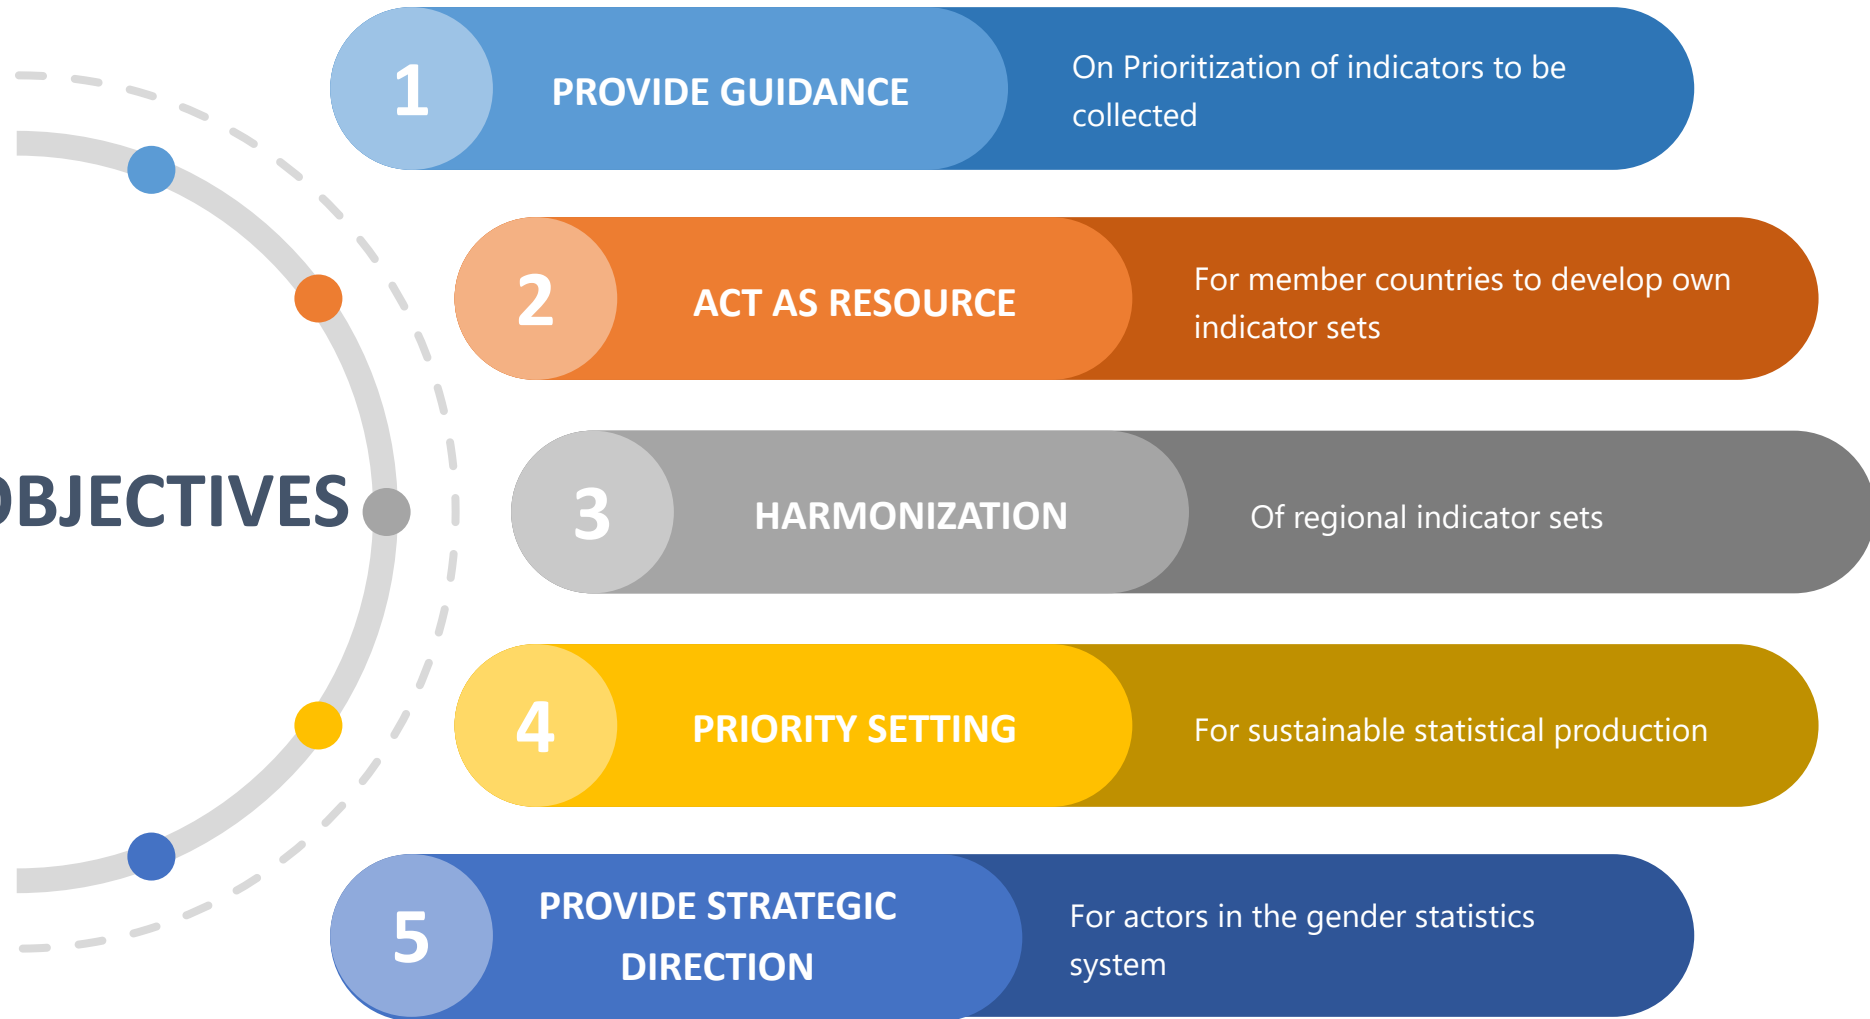 OBJECTIVES
1
PROVIDE GUIDANCE
On Prioritization of indicators to be
collected
2
ACT AS RESOURCE
For member countries to develop own
indicator sets
3
HARMONIZATION
Of regional indicator sets
4
PRIORITY SETTING
For sustainable statistical production
5
PROVIDE STRATEGIC
DIRECTION
For actors in the gender statistics
system